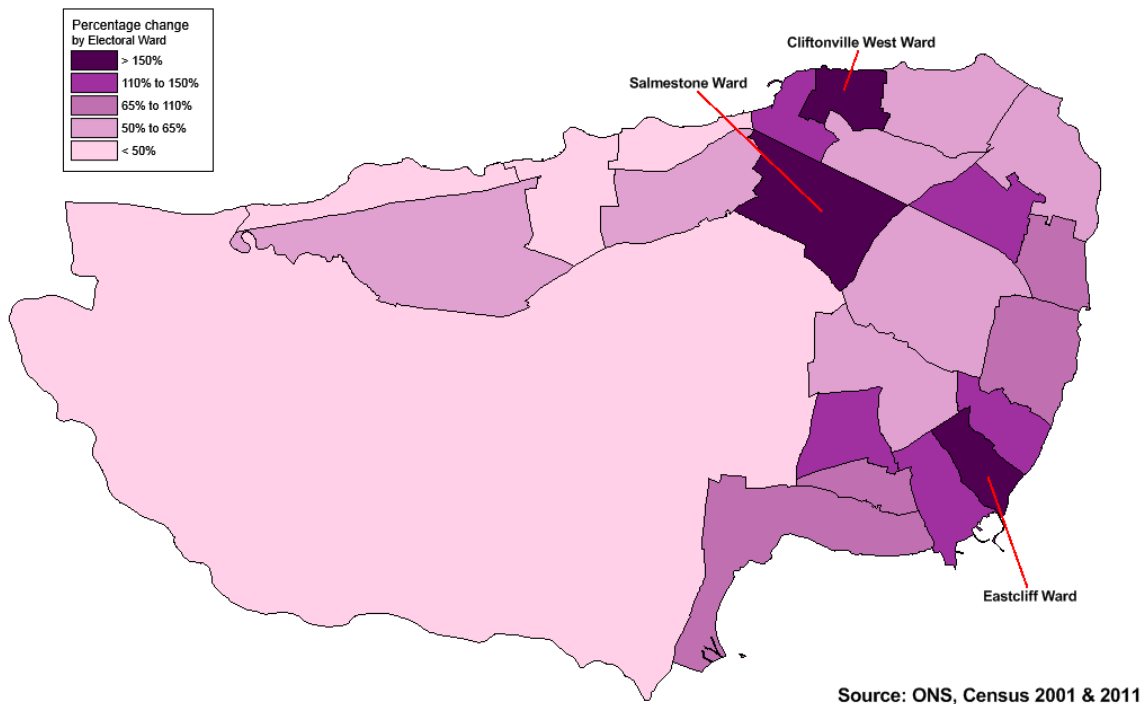 Percentage change
by Electoral Ward
> 150%
110% to 150%
65% to 110%
50% to 65%
< 50%
Cliftonville West Ward
Salmestone Ward
Eastcliff Ward
Source: ONS, Census 2001 & 2011